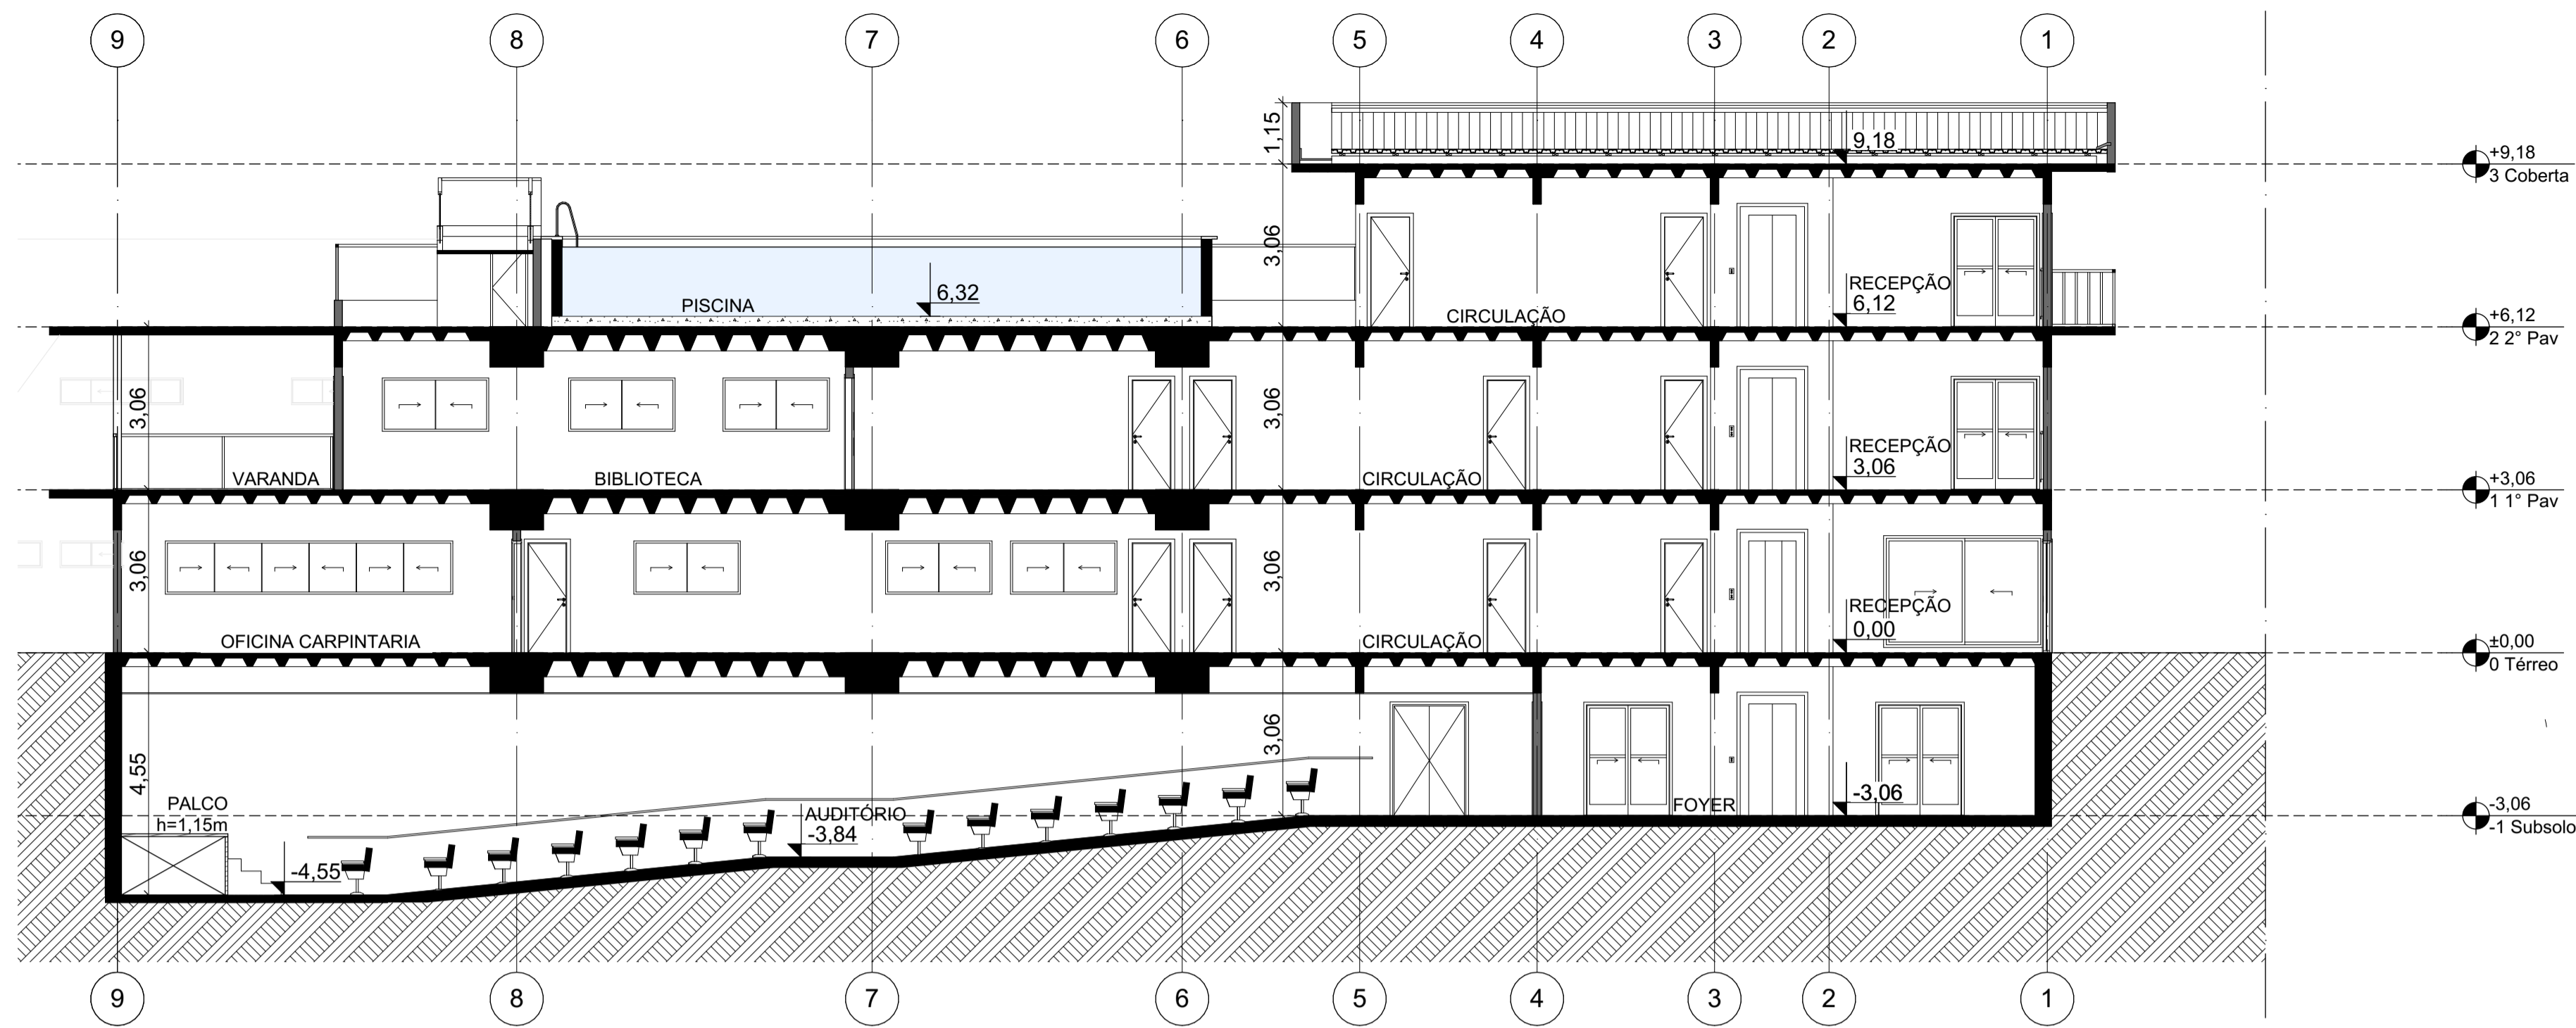 9 8 7 6 5 4 3 2 1
1,15
9,18
+9,18
3 Coberta
3,06
PISCINA
6,32
CIRCULAÇÃO
RECEPÇÃO
6,12
+6,12
2 2° Pav
3,06
3,06
VARANDA
BIBLIOTECA
CIRCULAÇÃO
RECEPÇÃO
3,06
+3,06
1 1° Pav
3,06
3,06
OFICINA CARPINTARIA
CIRCULAÇÃO
RECEPÇÃO
0,00
±0,00
0 Térreo
4,55
3,06
PALCO
h=1,15m
-4,55
AUDITÓRIO
-3,84
FOYER
-3,06
-3,06
-1 Subsolo
9 8 7 6 5 4 3 2 1